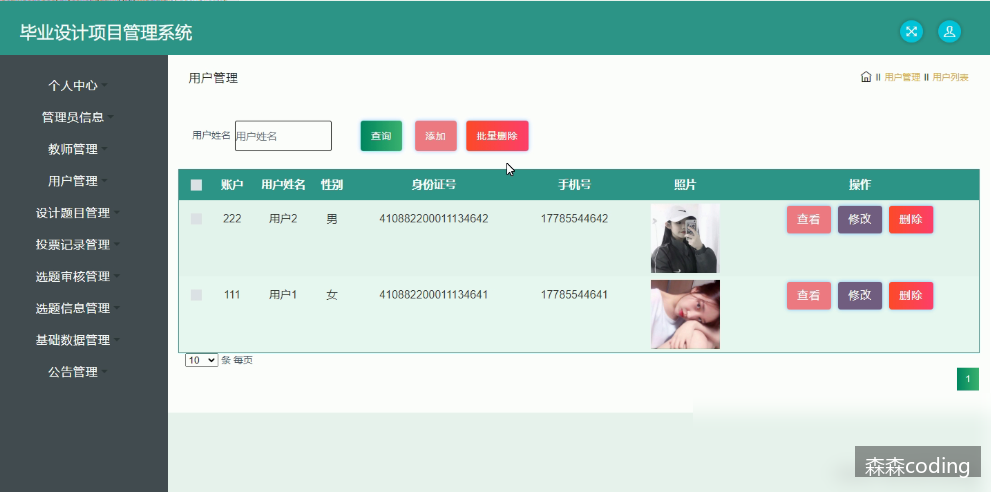 毕业设计项目管理系统
个人中心
管理员信息
教师管理
用户管理
设计题目管理
投票记录管理
选题审核管理
选题信息管理
基础数据管理
公告管理
用户管理
II 用户管理 II 用户列表
用户姓名 用户姓名 查询 添加 批量删除
账户 用户姓名 性别 身份证号 手机号 照片 操作
222 用户2 男 410882200011134642 17785544642 查看 修改 删除
111 用户1 女 410882200011134641 17785544641 查看 修改 删除
10 条 每页
1
森森coding